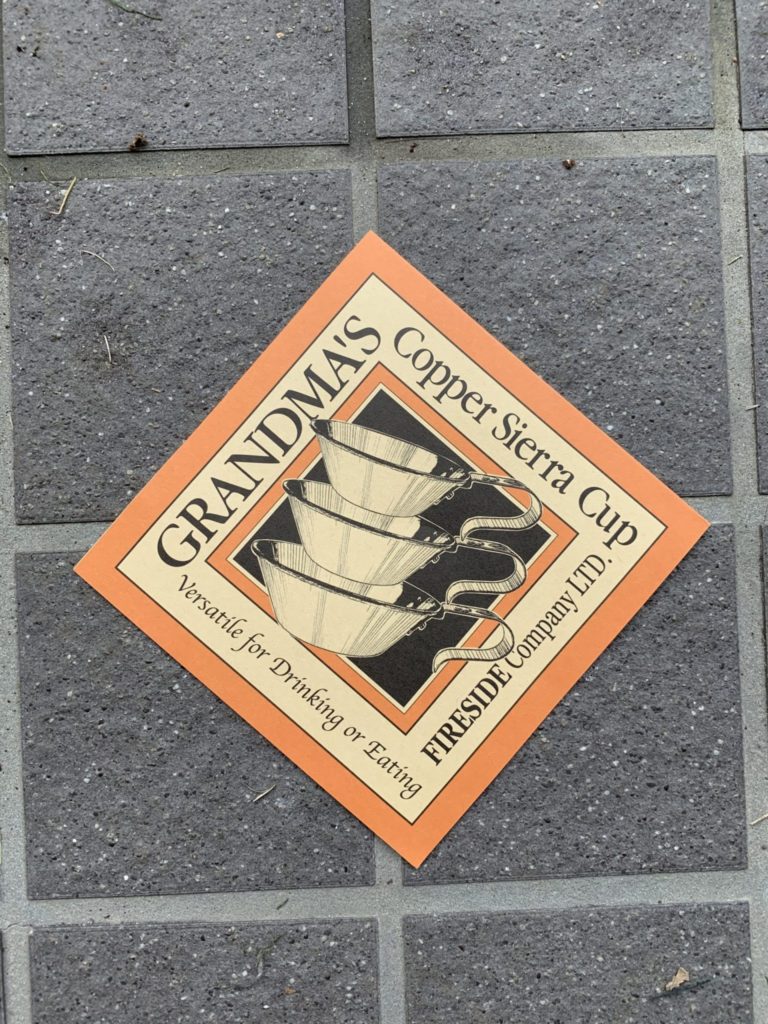 GRANDMA'S
Copper Sierra Cup
Versatile for Drinking or Eating
FIRESIDE Company LTD.